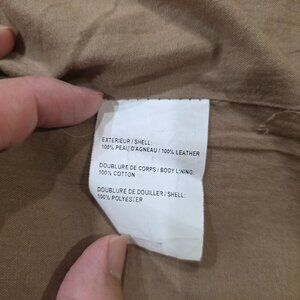 EXTERIEUR / SHELL:
100% PEAU D'AGNEAU / 100% LEATHER
DOUBLURE DE CORPS / BODY LINING:
100% COTTON
DOUBLURE DE DOUILLER / SHELL:
100% POLYESTER